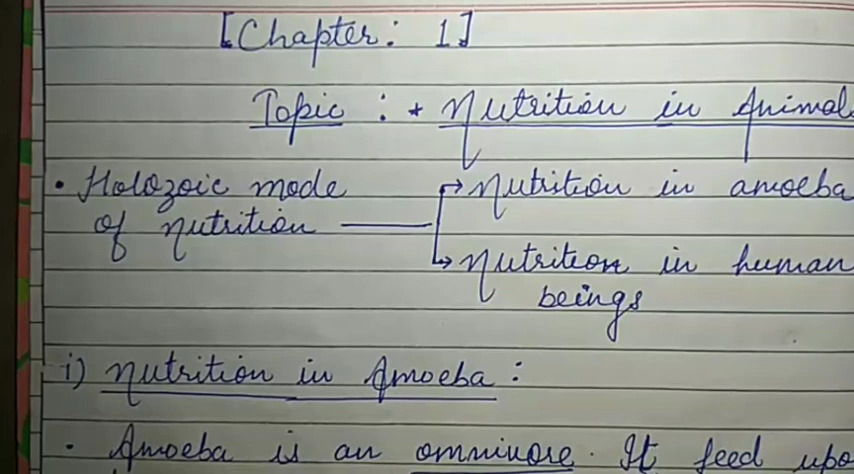 [Chapter: 1]
Topic : * Nutrition in Animal
• Holozoic mode
of nutrition
→ Nutrition in amoeba
→ Nutrition in human
beings
i) Nutrition in Amoeba :
• Amoeba is an omnivore. It feed upo